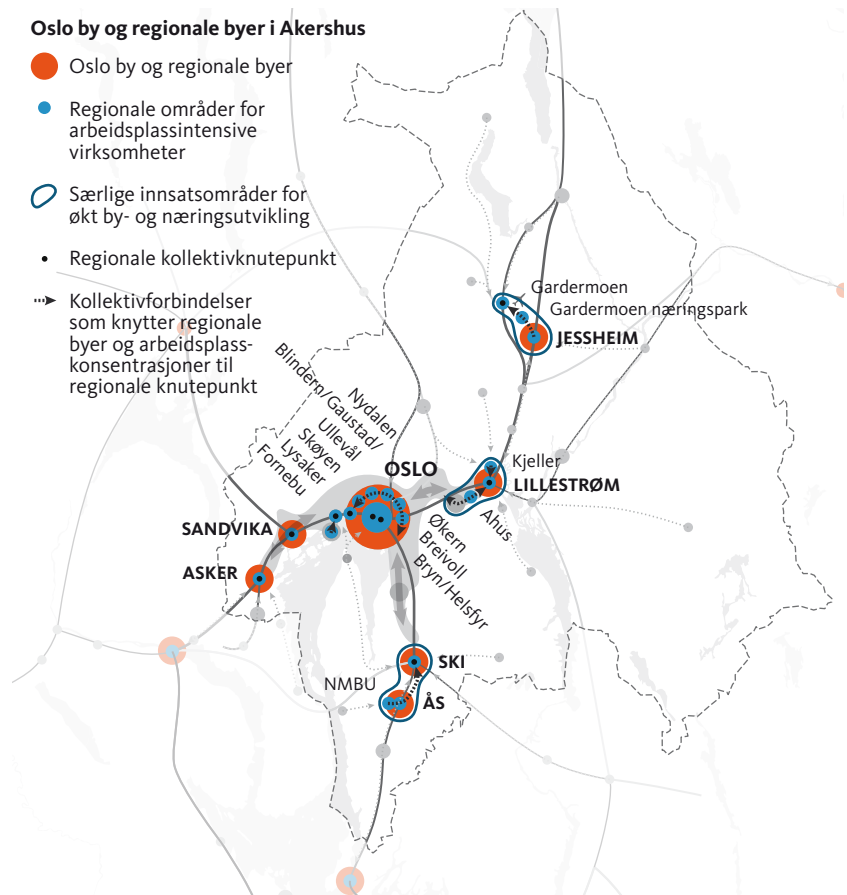 Oslo by og regionale byer i Akershus
Oslo by og regionale byer
Regionale områder for
arbeidsplassintensive
virksomheter
Særlige innsatsområder for
økt by- og næringsutvikling
Regionale kollektivknutepunkt
Kollektivforbindelser
som knytter regionale
byer og arbeidsplass-
konsentrasjoner til
regionale knutepunkt
Gardermoen
Gardermoen næringspark
JESSHEIM
Nydalen
Blindern/Gaustad/
Ullevål
Skøyen
Lysaker
Fornebu
OSLO
Kjeller
LILLESTRØM
Ahus
Økern
Breivoll
Bryn/Helsfyr
SANDVIKA
ASKER
SKI
NMBU
ÅS